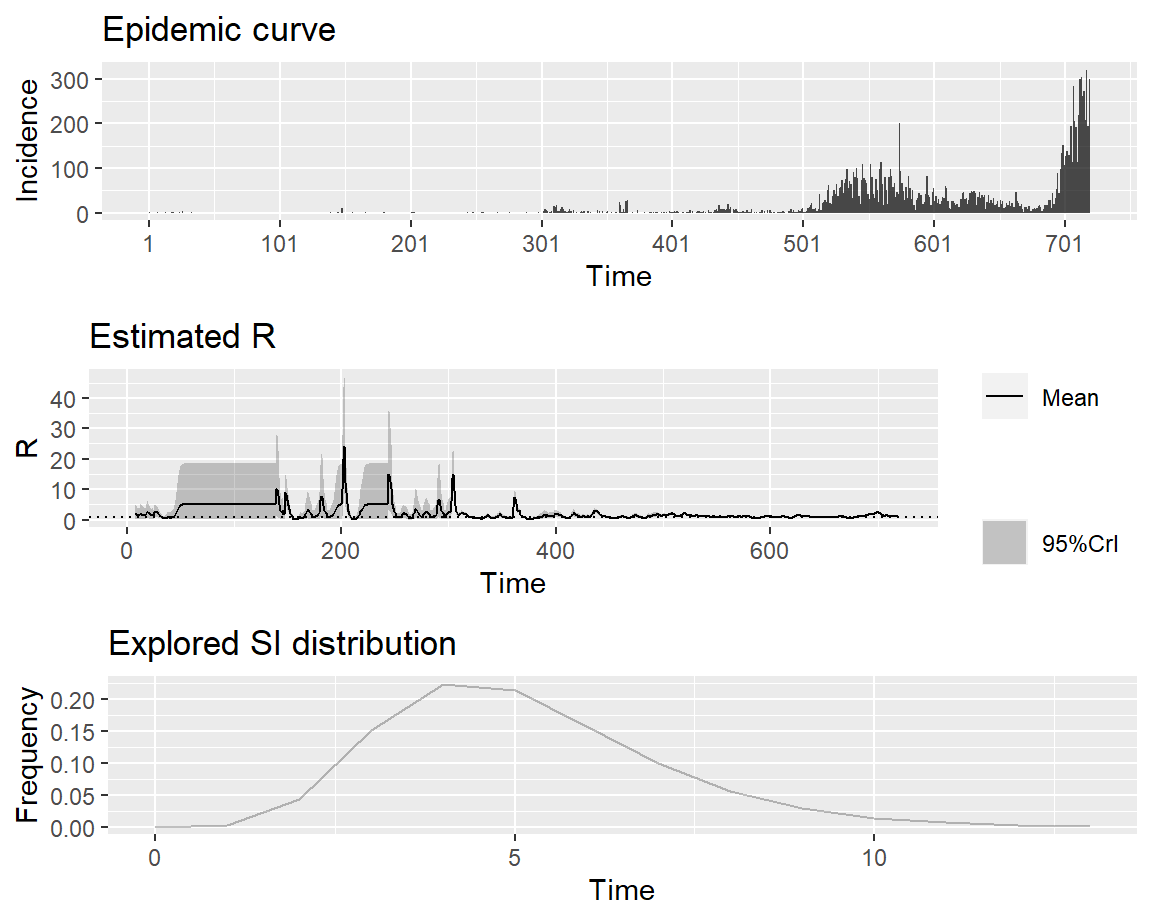 Epidemic curve
Incidence
300
200
100
0
1 101 201 301 401 501 601 701
Time
Estimated R
R
40
30
20
10
0
0 200 400 600
Time
Mean
95%CrI
Explored SI distribution
Frequency
0.20
0.15
0.10
0.05
0.00
0 5 10
Time